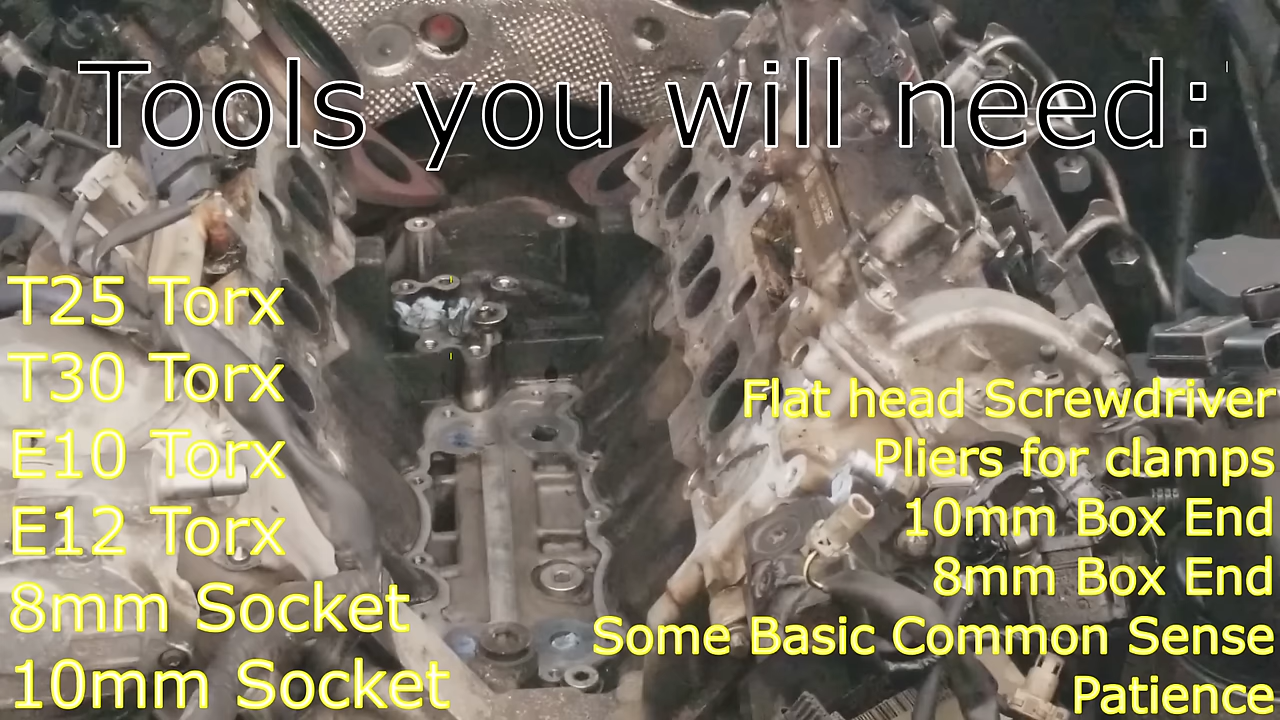 Tools you will need:
T25 Torx
T30 Torx
E10 Torx
E12 Torx
8mm Socket
10mm Socket
Flat head Screwdriver
Pliers for clamps
10mm Box End
8mm Box End
Some Basic Common Sense
Patience